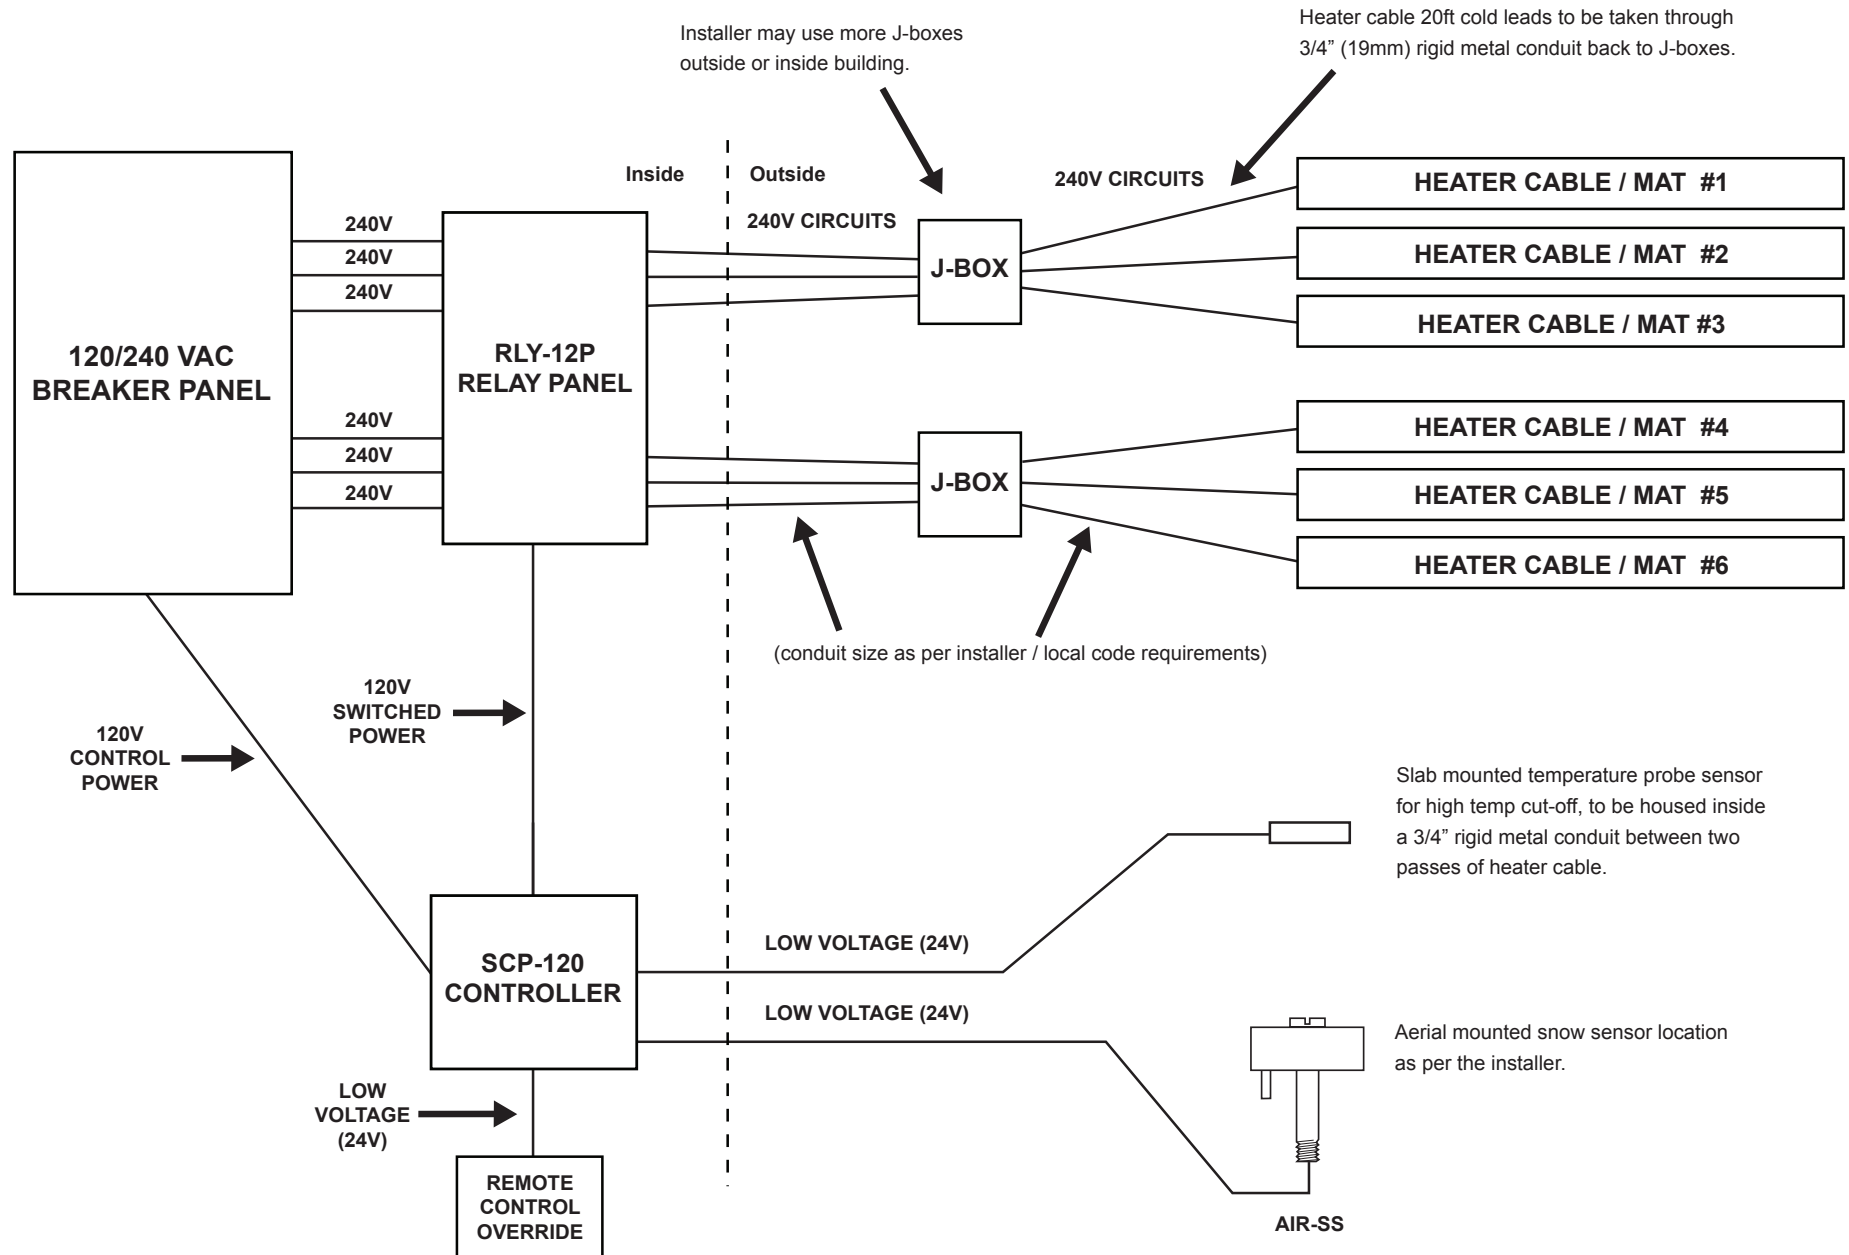 Installer may use more J-boxes
outside or inside building.
Heater cable 20ft cold leads to be taken through
3/4” (19mm) rigid metal conduit back to J-boxes.
Inside
Outside
240V CIRCUITS
240V CIRCUITS
120/240 VAC
BREAKER PANEL
240V
240V
240V
240V
240V
240V
RLY-12P
RELAY PANEL
J-BOX
J-BOX
HEATER CABLE / MAT #1
HEATER CABLE / MAT #2
HEATER CABLE / MAT #3
HEATER CABLE / MAT #4
HEATER CABLE / MAT #5
HEATER CABLE / MAT #6
(conduit size as per installer / local code requirements)
120V
SWITCHED
POWER
120V
CONTROL
POWER
Slab mounted temperature probe sensor
for high temp cut-off, to be housed inside
a 3/4” rigid metal conduit between two
passes of heater cable.
SCP-120
CONTROLLER
LOW VOLTAGE (24V)
LOW VOLTAGE (24V)
Aerial mounted snow sensor location
as per the installer.
LOW
VOLTAGE
(24V)
REMOTE
CONTROL
OVERRIDE
AIR-SS